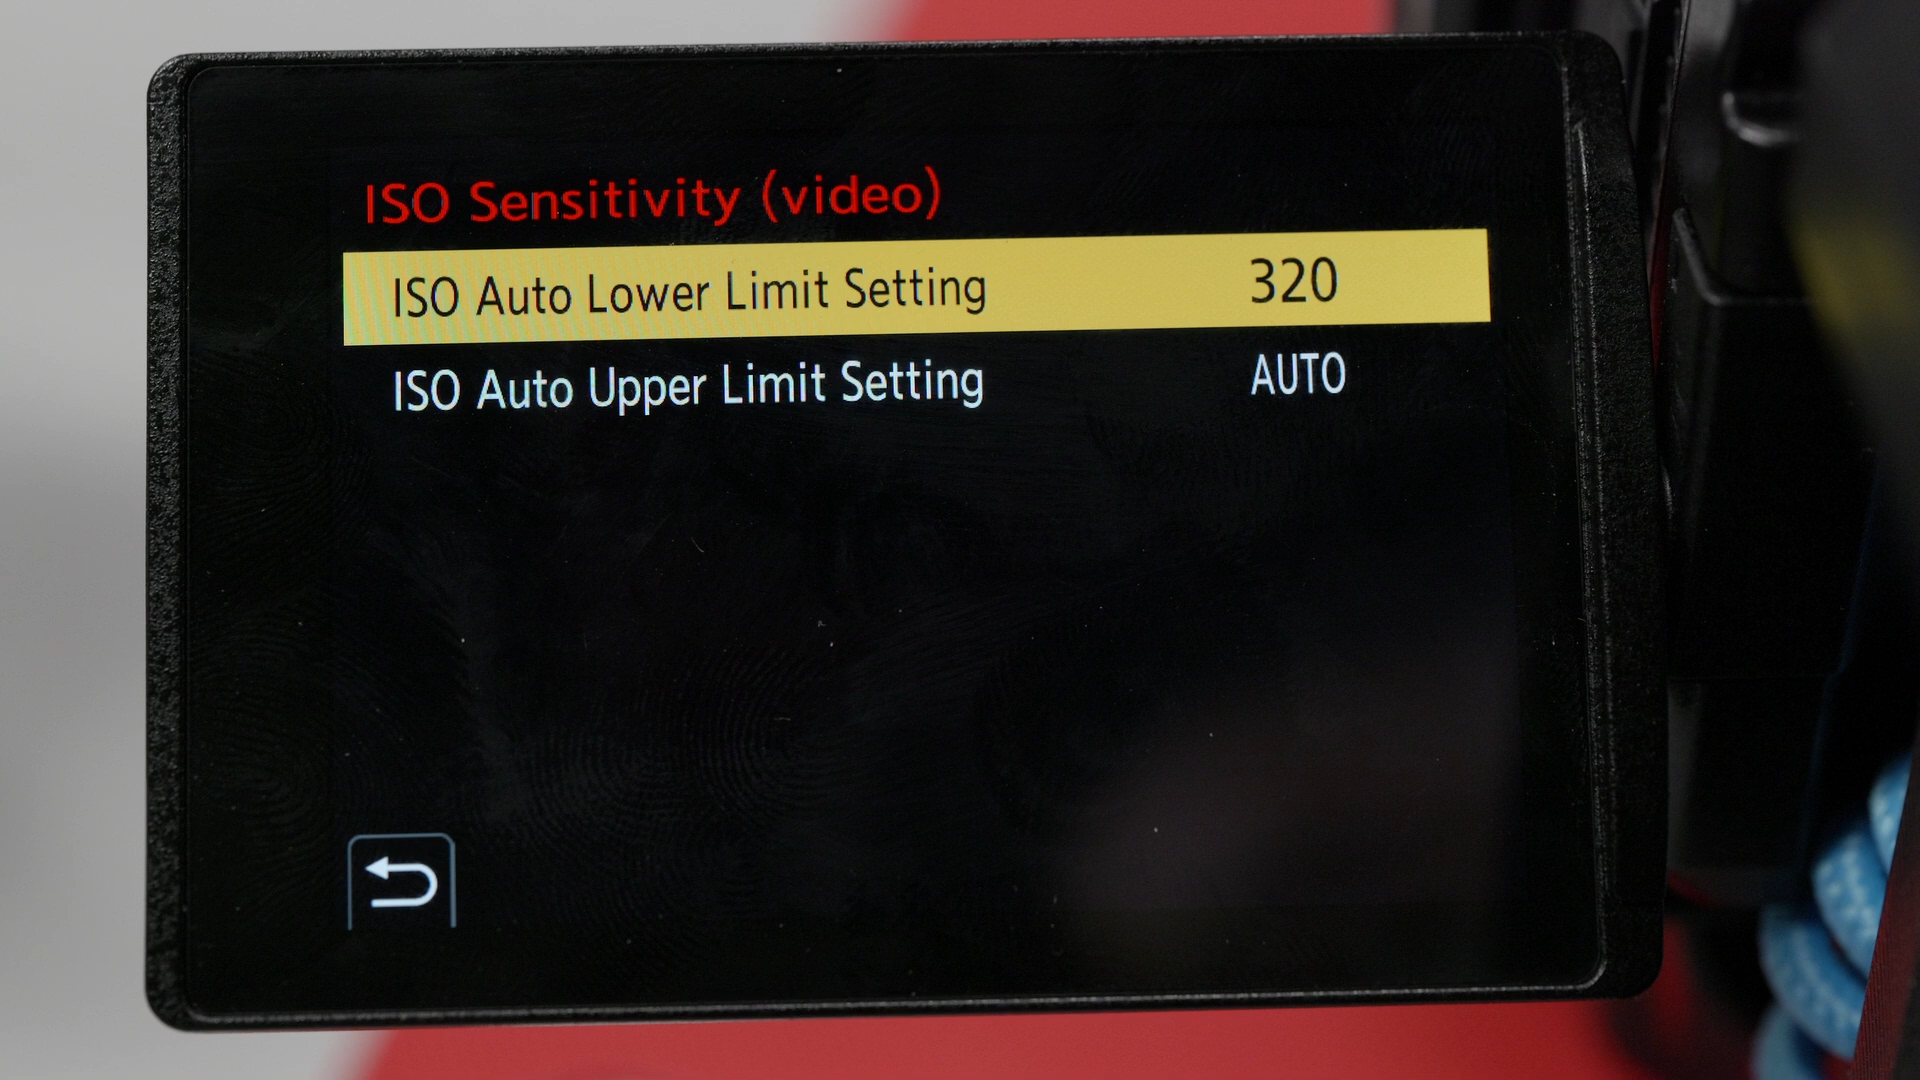 ISO Sensitivity (video)
ISO Auto Lower Limit Setting 320
ISO Auto Upper Limit Setting AUTO